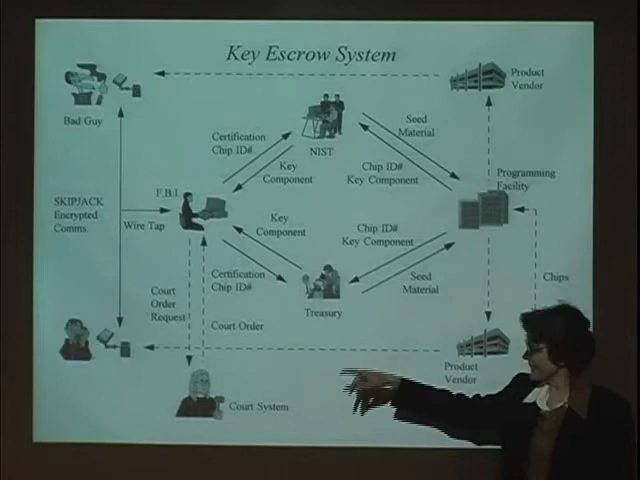 Key Escrow System
Product
Vendor
Bad Guy
Certification
Chip ID#
NIST
Seed
Material
Key
Component
Chip ID#
Key Component
Programming
Facility
F.B.I.
SKIPJACK
Encrypted
Comms.
Wire Tap
Key
Component
Chip ID#
Key Component
Certification
Chip ID#
Seed
Material
Chips
Court
Order
Request
Treasury
Court Order
Product
Vendor
Court System